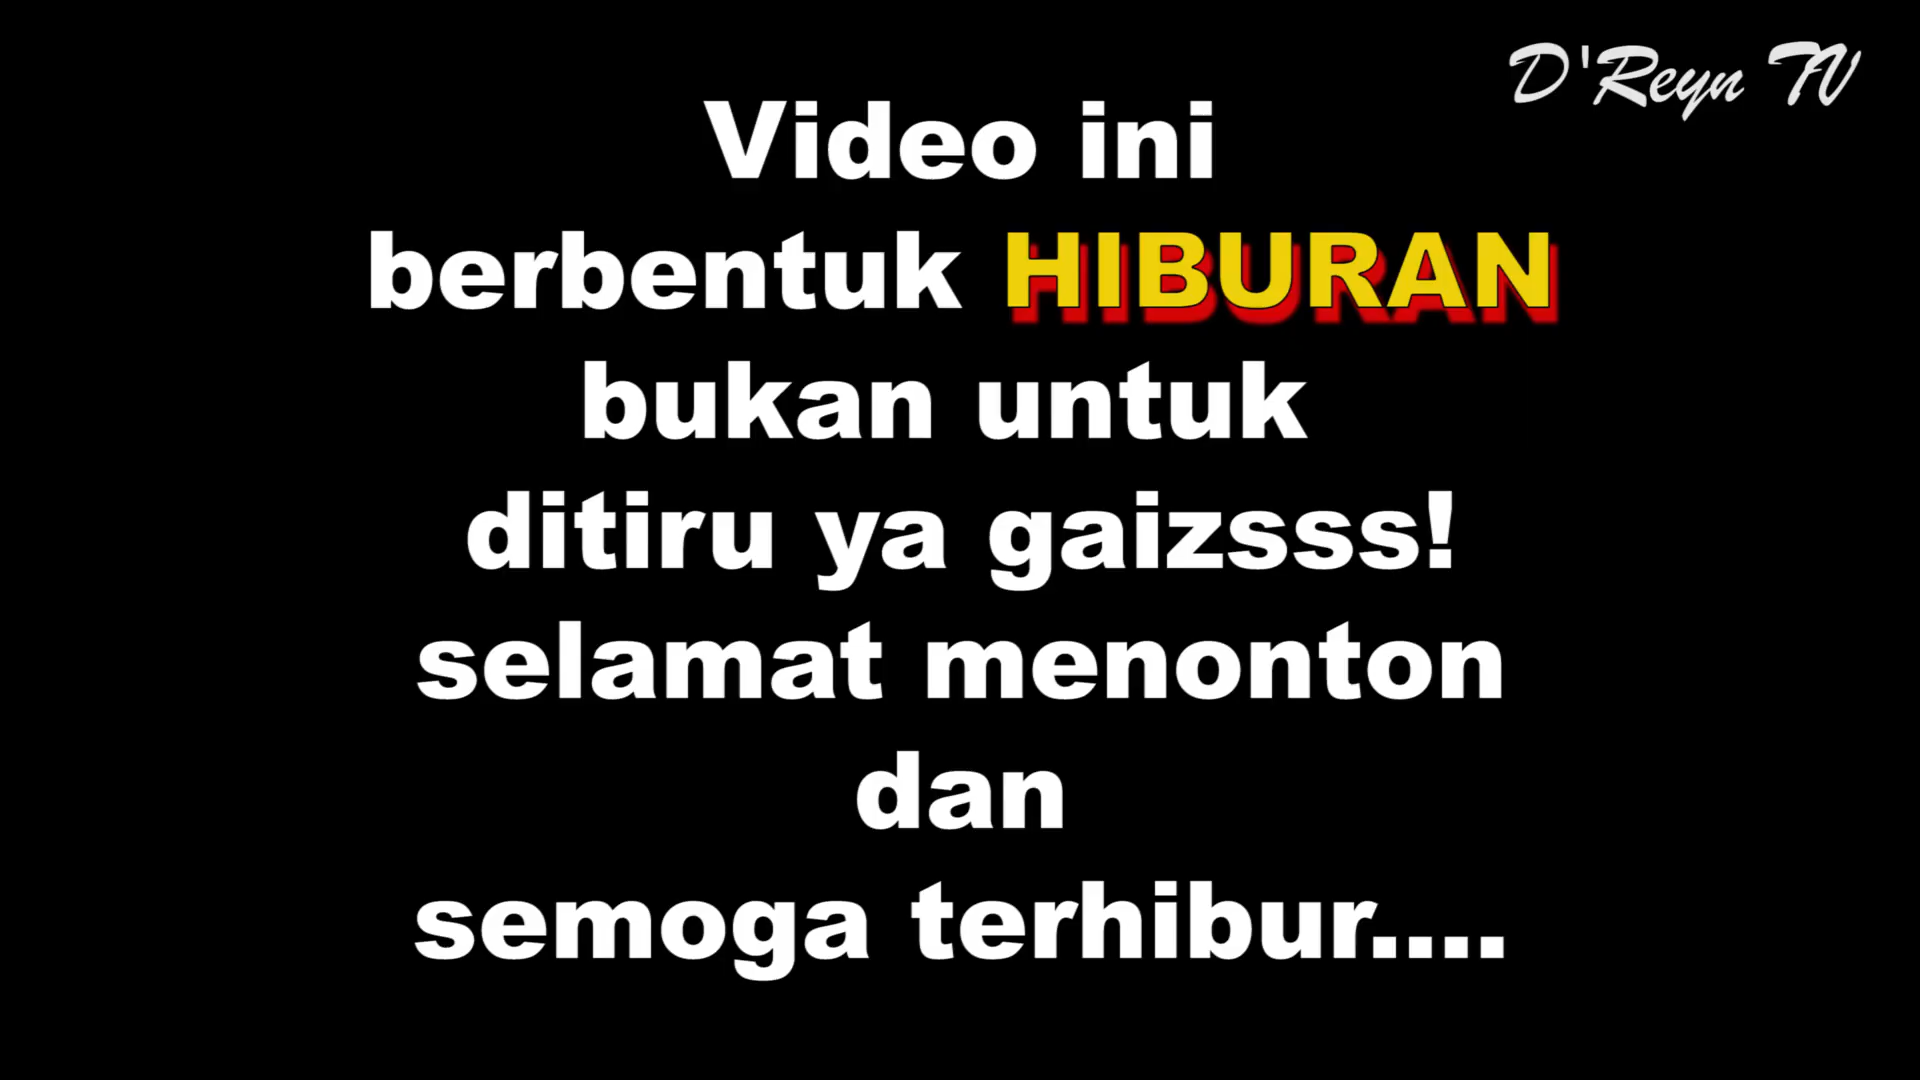 D'Reyn TV
Video ini
berbentuk HIBURAN
bukan untuk
ditiru ya gaizsss!
selamat menonton
dan
semoga terhibur....